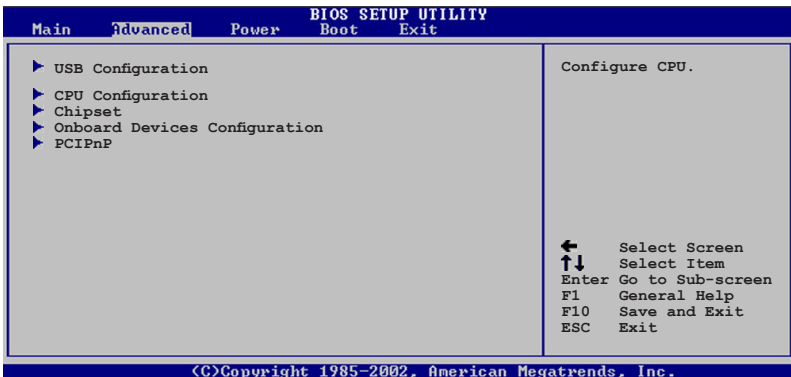 BIOS SETUP UTILITY
Main Advanced Power Boot Exit
USB Configuration
CPU Configuration
Chipset
Onboard Devices Configuration
PCIPnP
Configure CPU.
Select Screen
Select Item
Enter Go to Sub-screen
F1 General Help
F10 Save and Exit
ESC Exit
(C)Copyright 1985-2002, American Megatrends, Inc.